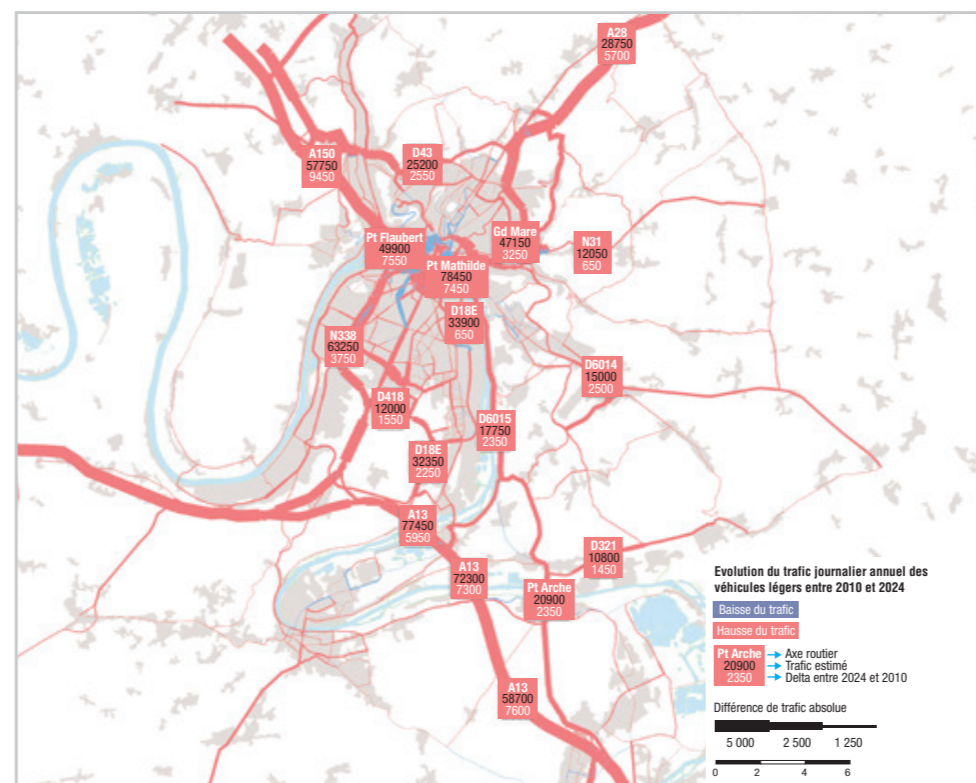 A28
28750
5700
A150
57750
9450
D43
25200
2550
Pt Flaubert
49900
7550
Gd Mare
47150
3250
N31
12050
650
Pt Mathilde
78450
7450
D18E
33900
650
N338
63250
3750
D6014
15000
2500
D418
12000
1550
D6015
17750
2350
D18E
32350
2250
A13
77450
5950
D321
10800
1450
A13
72300
7300
Pt Arche
20900
2350
A13
58700
7600
Evolution du trafic journalier annuel des
véhicules légers entre 2010 et 2024
Baisse du trafic
Hausse du trafic
Pt Arche
20900
2350
Axe routier
Trafic estimé
Delta entre 2024 et 2010
Différence de trafic absolue
5 000 2 500 1 250
0 2 4 6